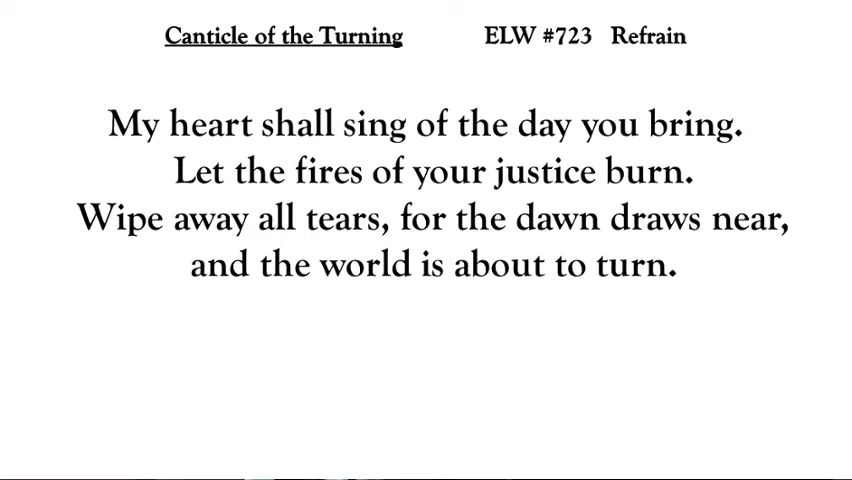 Canticle of the Turning ELW #723 Refrain
My heart shall sing of the day you bring.
Let the fires of your justice burn.
Wipe away all tears, for the dawn draws near,
and the world is about to turn.